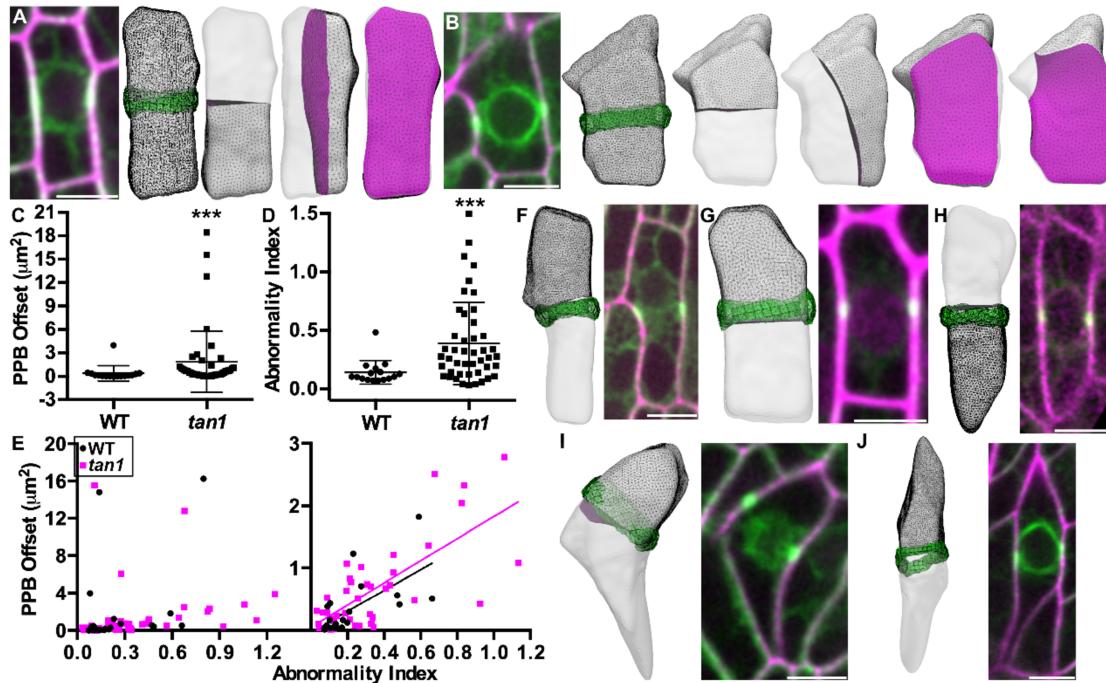 A
B
C
PPB Offset (μm²)
21
18
15
12
9
6
3
0
-3
***
WT
tan1
D
Abnormality Index
1.5
1.0
0.5
0.0
***
WT
tan1
E
PPB Offset (μm²)
20
16
12
8
4
0
WT
tan1
0.0 0.3 0.6 0.9 1.2
3
2
1
0
0.2 0.4 0.6 0.8 1.0
Abnormality Index
F
G
H
I
J